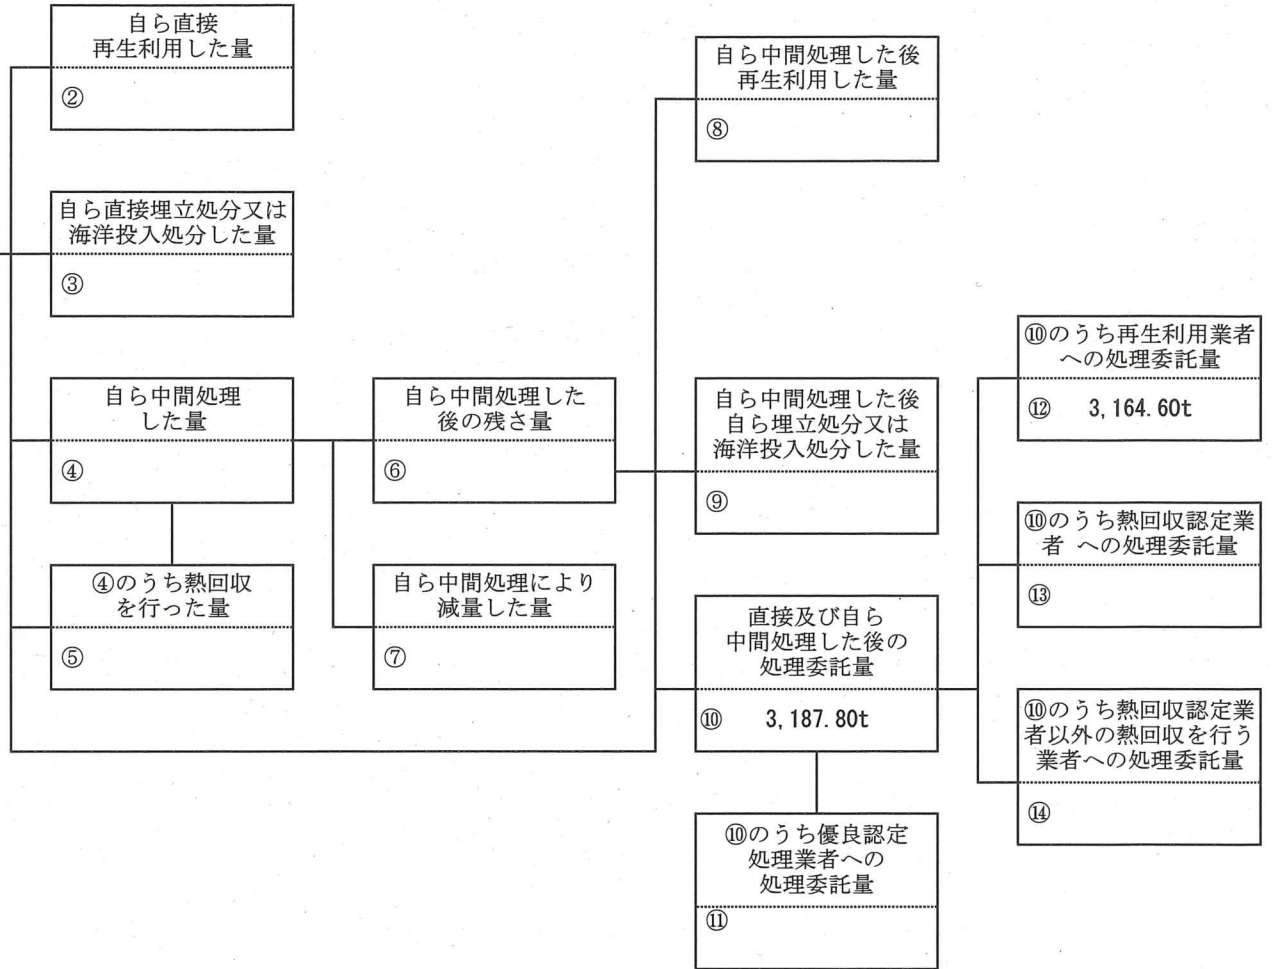 自ら直接
再生利用した量
②
自ら直接埋立処分又は
海洋投入処分した量
③
自ら中間処理
した量
④
④のうち熱回収
を行った量
⑤
自ら中間処理した
後の残さ量
⑥
自ら中間処理により
減量した量
⑦
自ら中間処理した後
再生利用した量
⑧
自ら中間処理した後
自ら埋立処分又は
海洋投入処分した量
⑨
直接及び自ら
中間処理した後の
処理委託量
⑩ 3,187.80t
⑩のうち優良認定
処理業者への
処理委託量
⑪
⑩のうち再生利用業者
への処理委託量
⑫ 3,164.60t
⑩のうち熱回収認定業
者 への処理委託量
⑬
⑩のうち熱回収認定業
者以外の熱回収を行う
業者への処理委託量
⑭